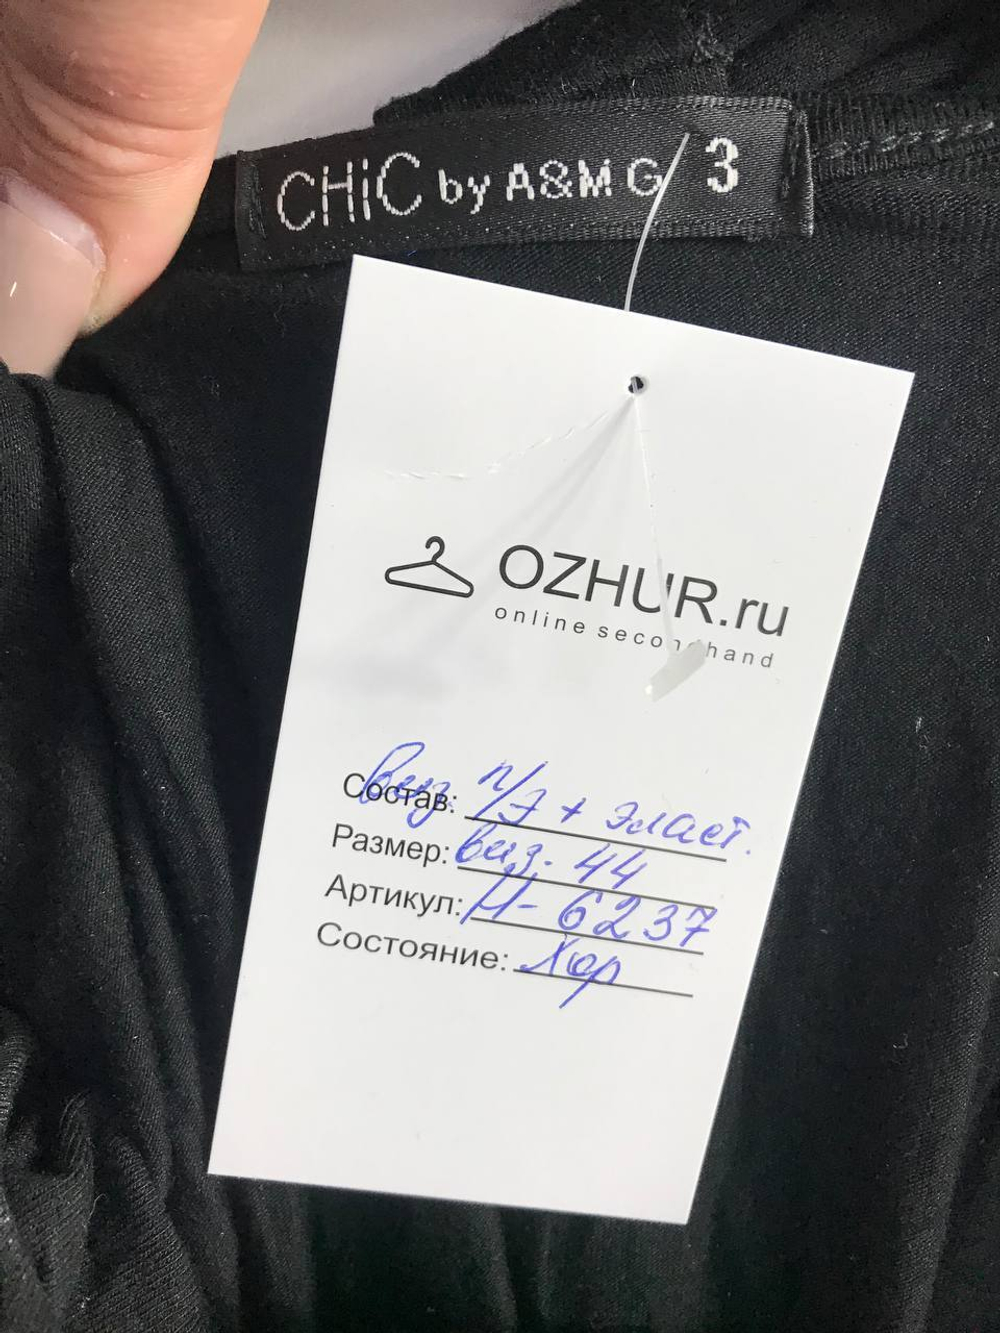 CHiC by A&M G 3
OZHUR.ru
online secondhand
Состав: виз п/э + эласт.
Размер: виз. 44
Артикул: Н- 6237
Состояние: Хор